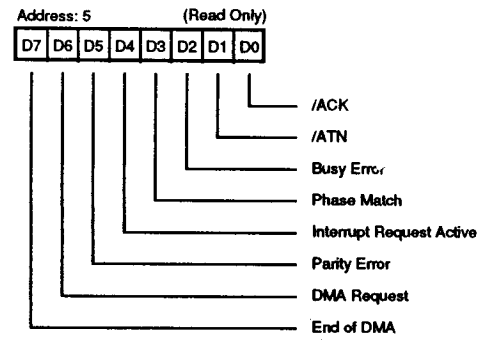 Address: 5 (Read Only)
D7 D6 D5 D4 D3 D2 D1 D0
/ACK
/ATN
Busy Error
Phase Match
Interrupt Request Active
Parity Error
DMA Request
End of DMA